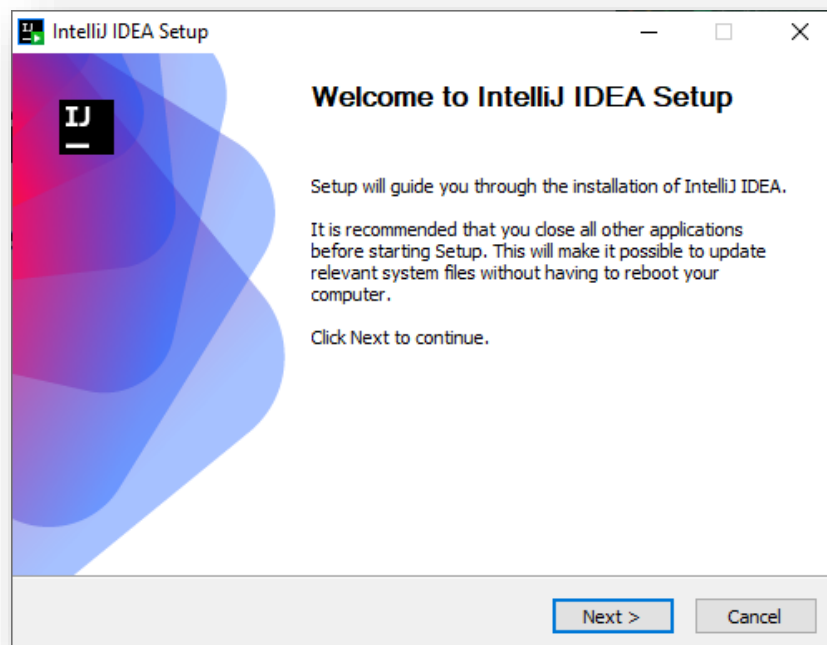 IntelliJ IDEA Setup
IJ
Welcome to IntelliJ IDEA Setup
Setup will guide you through the installation of IntelliJ IDEA.
It is recommended that you close all other applications
before starting Setup. This will make it possible to update
relevant system files without having to reboot your
computer.
Click Next to continue.
Next >
Cancel